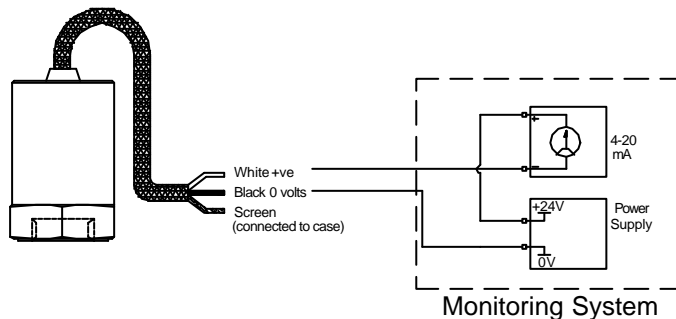 White +ve
Black 0 volts
Screen
(connected to case)
+
−
4-20
mA
+24V
0V
Power
Supply
Monitoring System